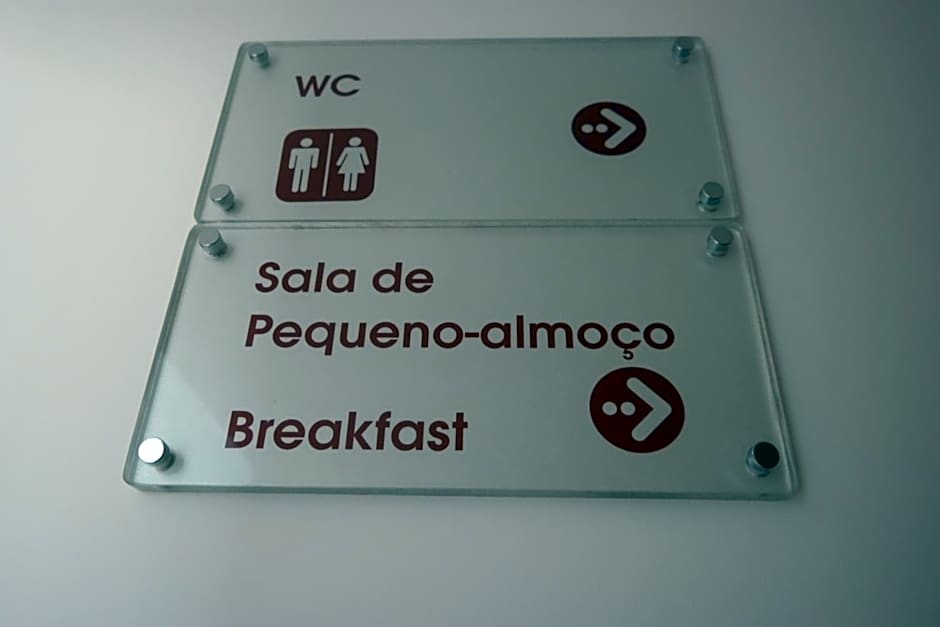 WC
Sala de
Pequeno-almoço
Breakfast